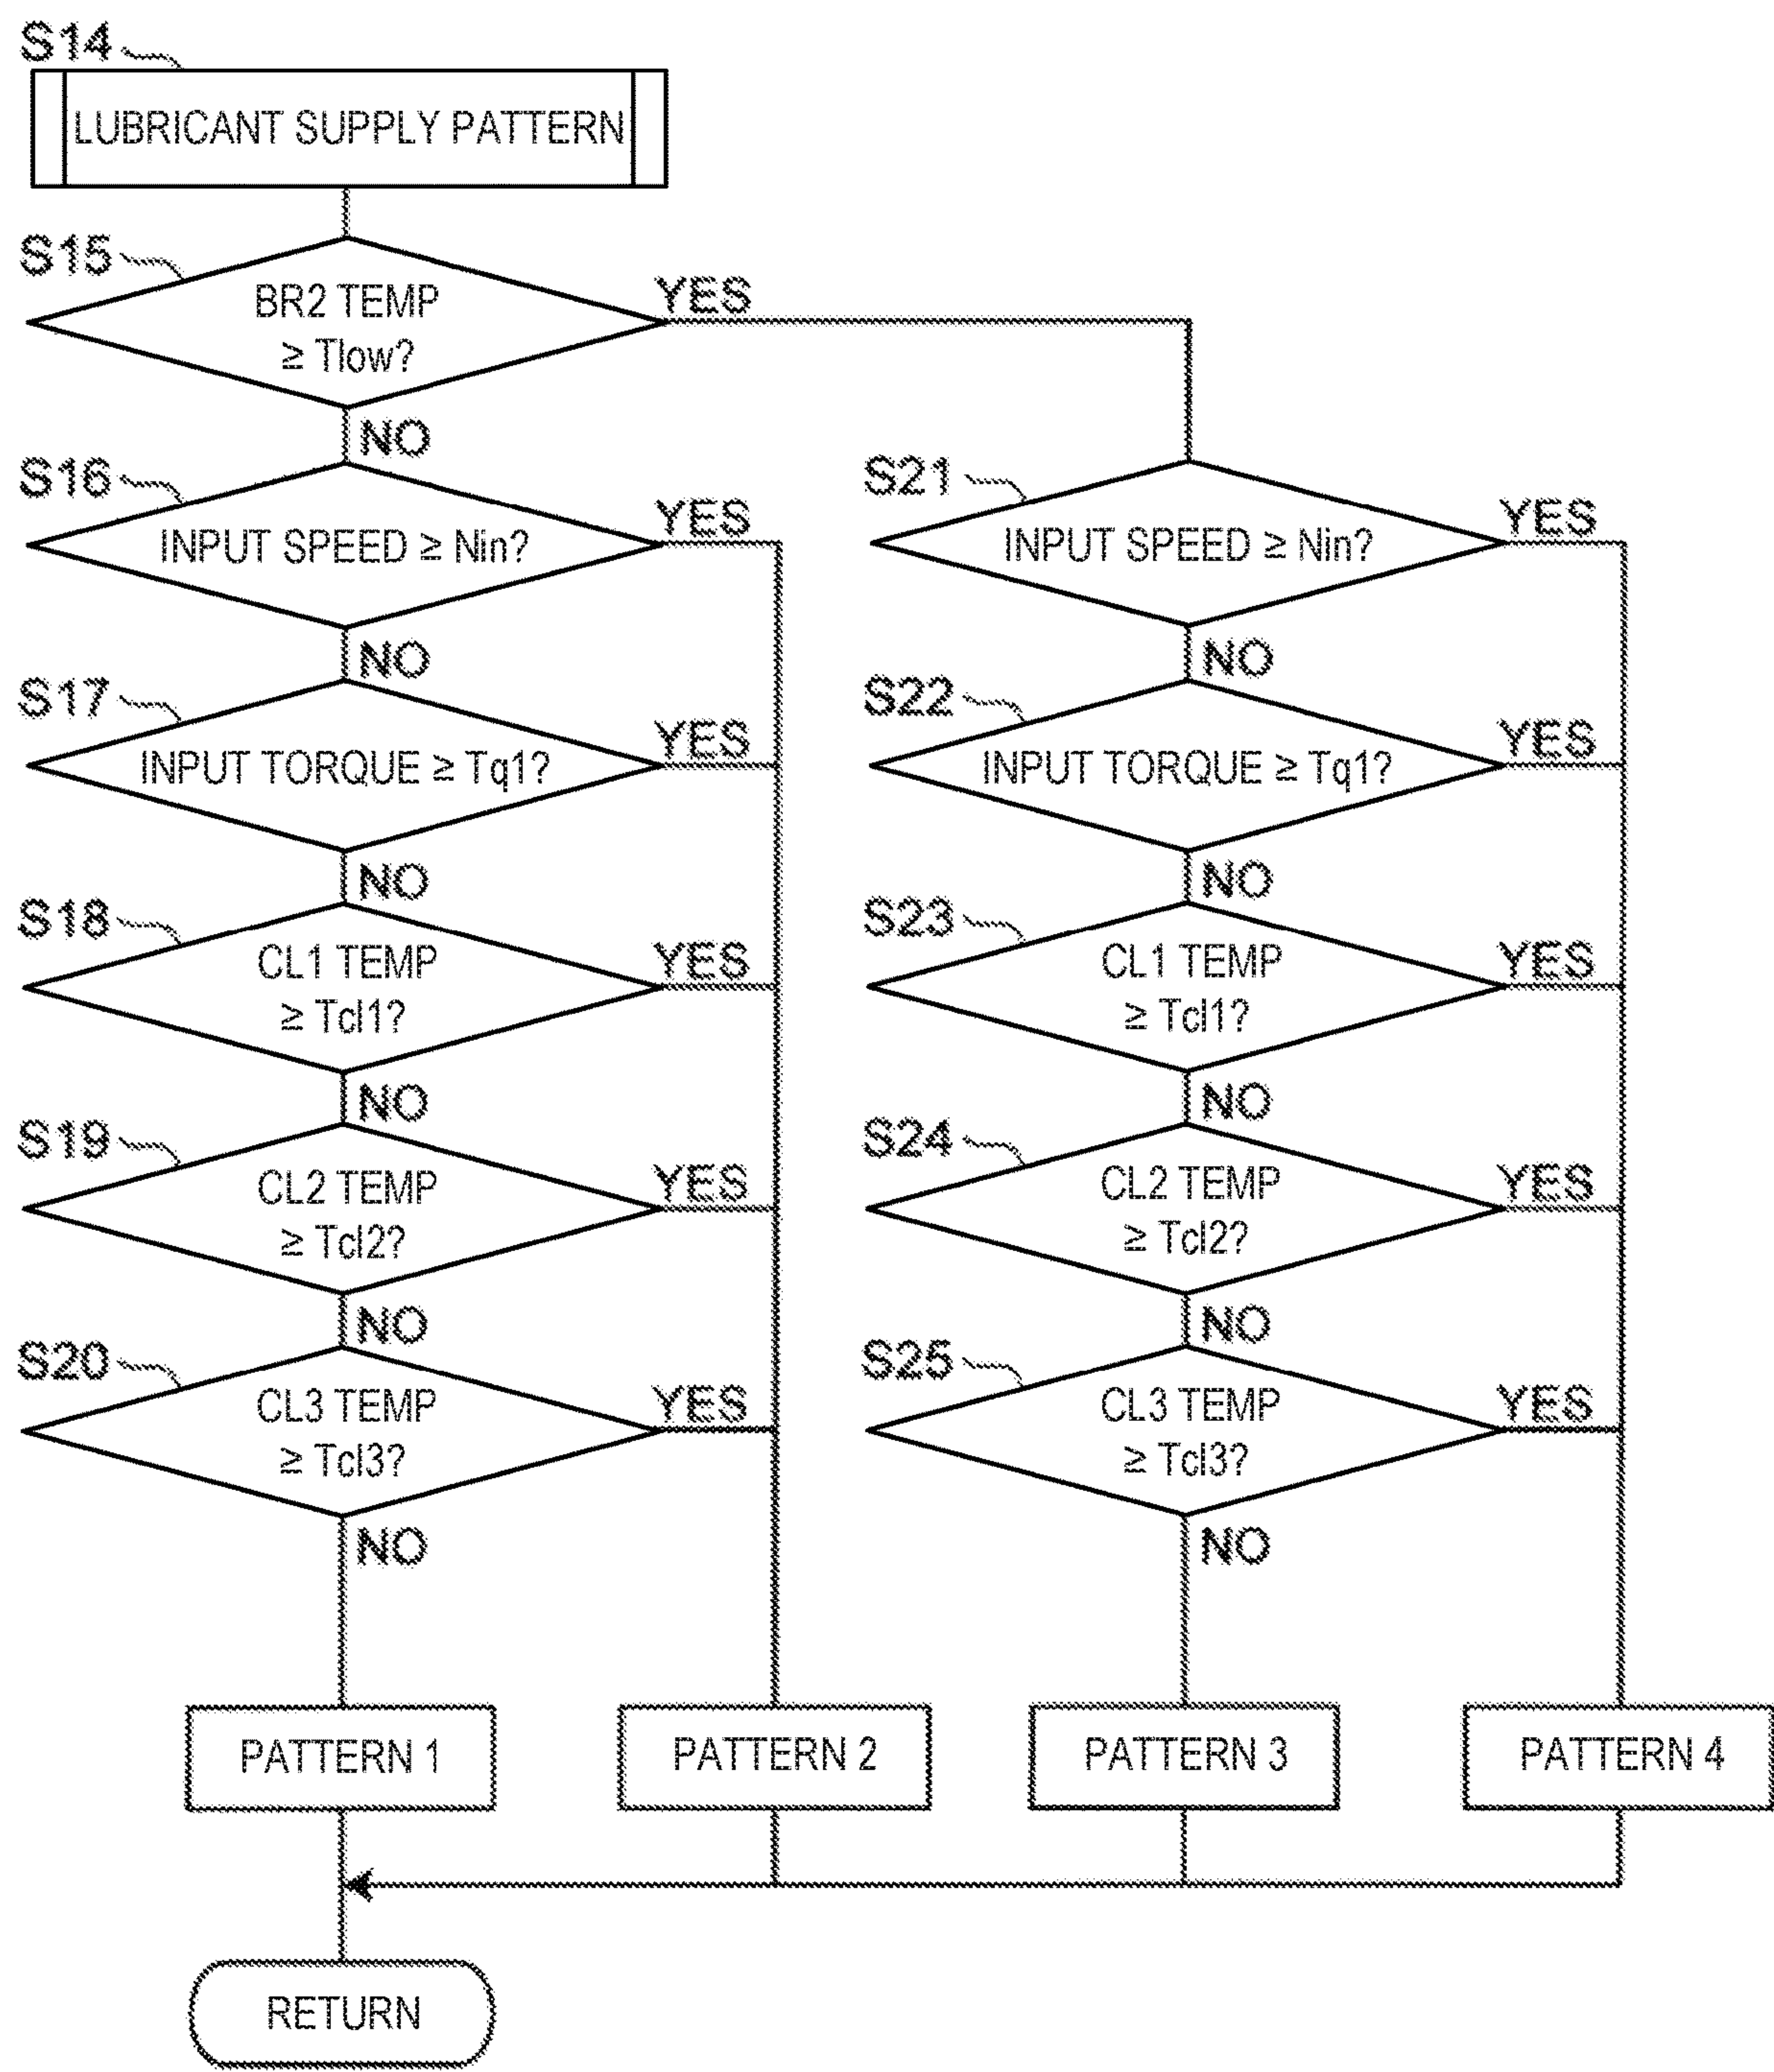 S14
LUBRICANT SUPPLY PATTERN
S15
BR2 TEMP
≥ Tlow?
YES
NO
S16
INPUT SPEED ≥ Nin?
YES
NO
S17
INPUT TORQUE ≥ Tq1?
YES
NO
S18
CL1 TEMP
≥ Tcl1?
YES
NO
S19
CL2 TEMP
≥ Tcl2?
YES
NO
S20
CL3 TEMP
≥ Tcl3?
YES
NO
S21
INPUT SPEED ≥ Nin?
YES
NO
S22
INPUT TORQUE ≥ Tq1?
YES
NO
S23
CL1 TEMP
≥ Tcl1?
YES
NO
S24
CL2 TEMP
≥ Tcl2?
YES
NO
S25
CL3 TEMP
≥ Tcl3?
YES
NO
PATTERN 1
PATTERN 2
PATTERN 3
PATTERN 4
RETURN